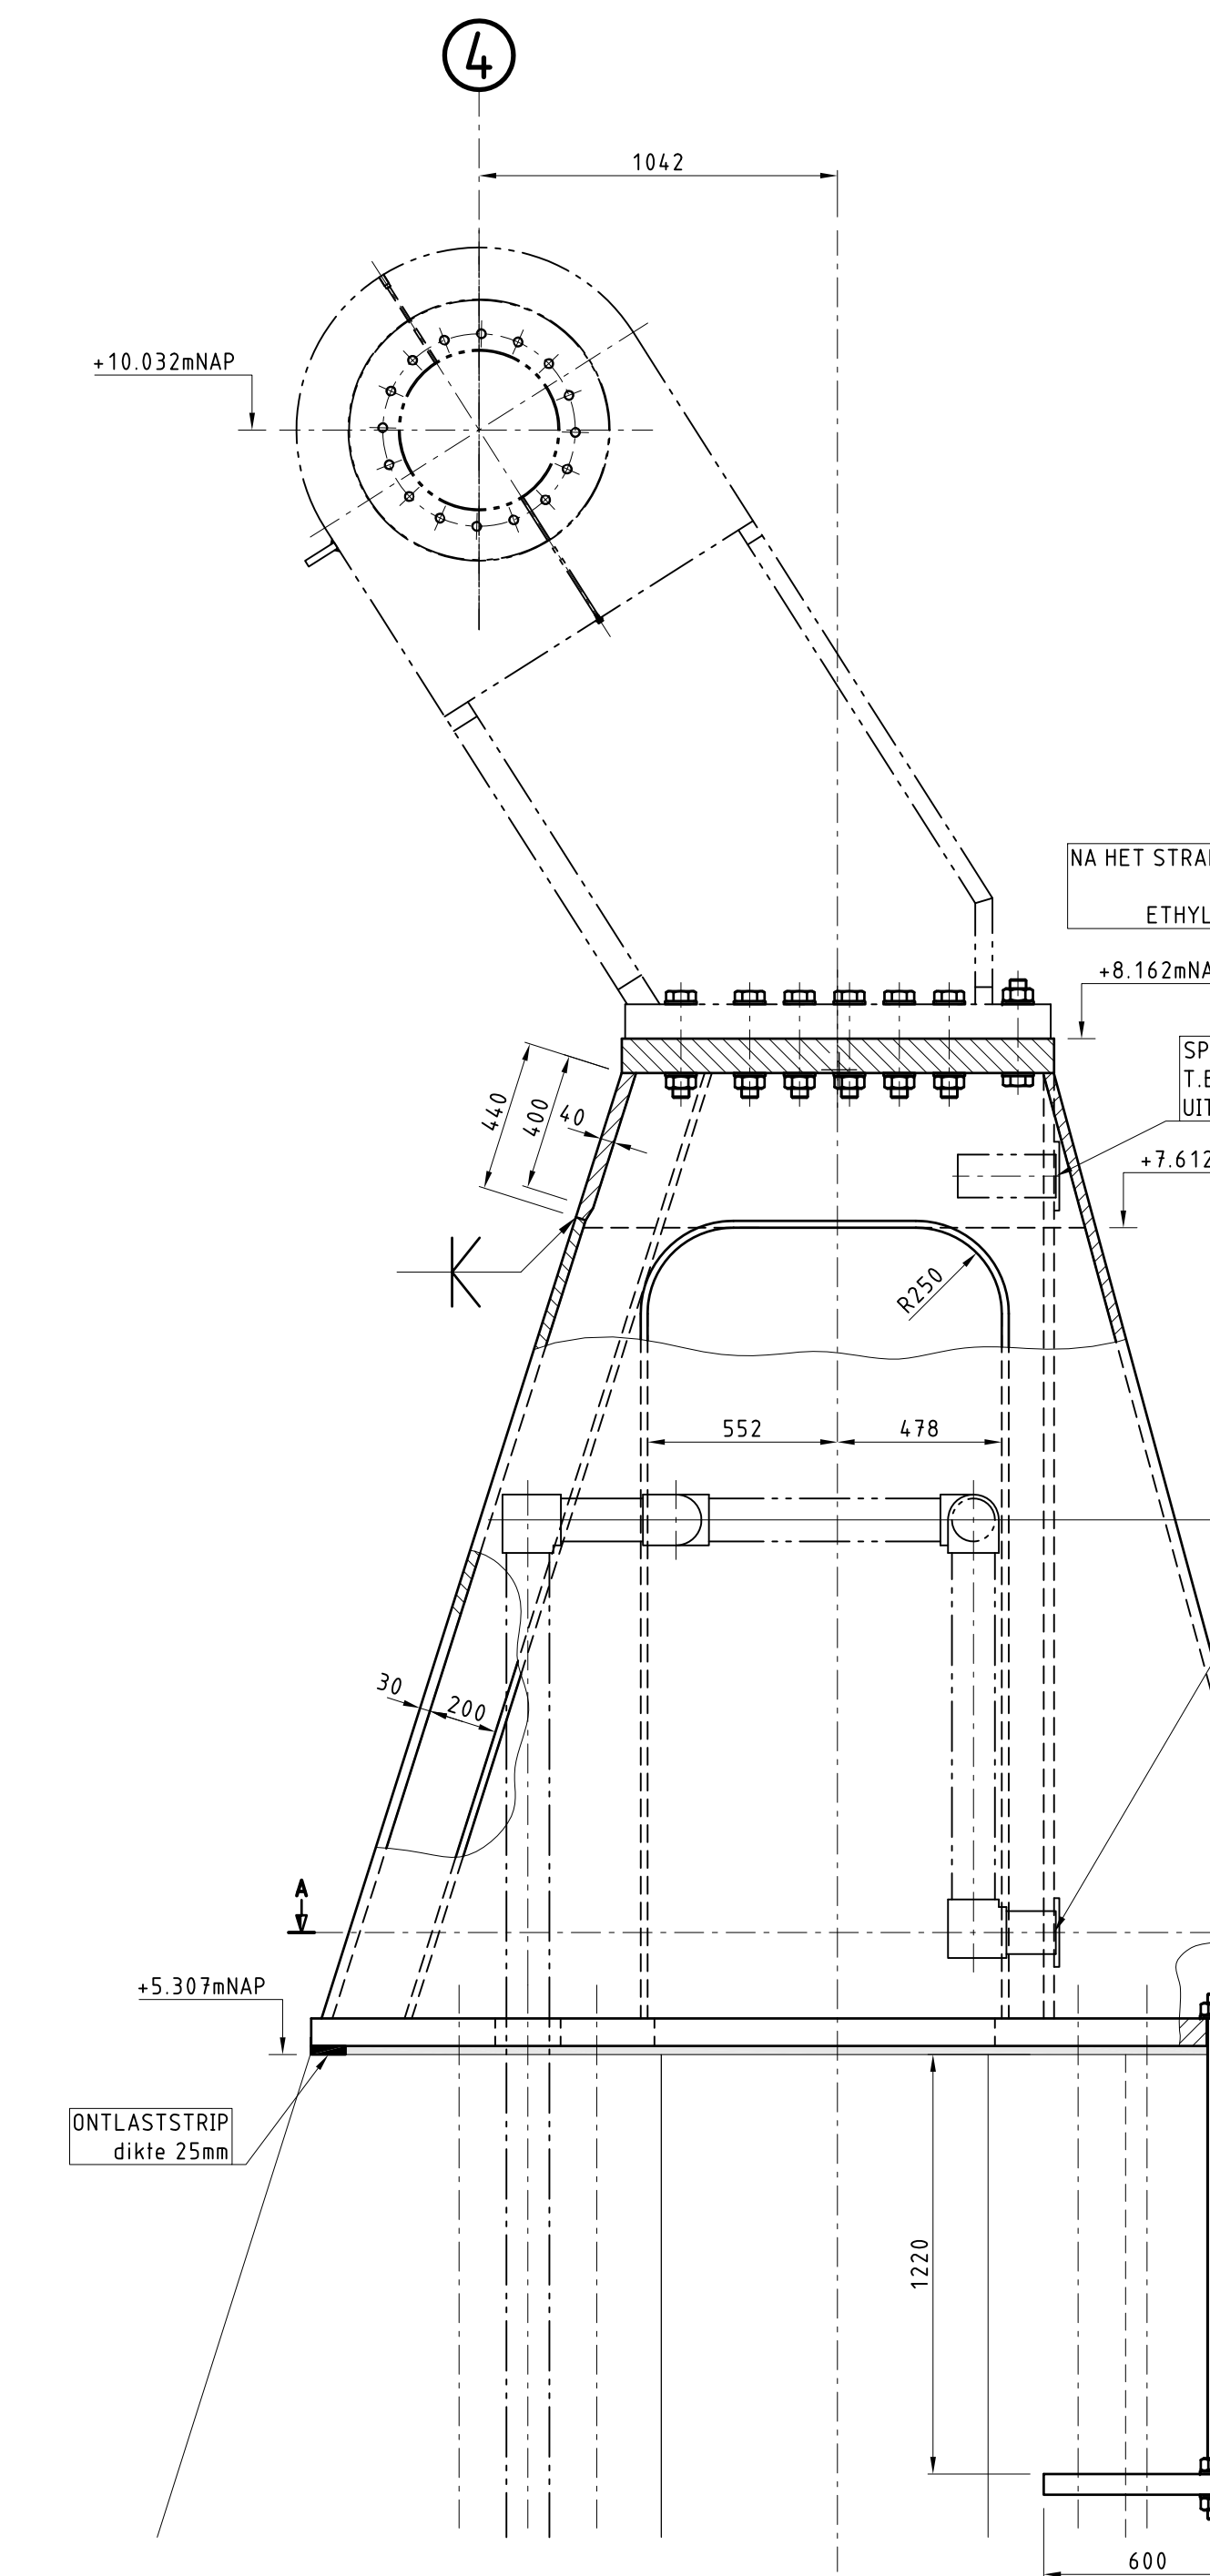 4
1042
+10.032mNAP
NA HET STRA
ETHYL
+8.162mNA
SP
T.E
UIT
440
400
40
+7.612
K
R250
552
478
30
200
A
+5.307mNAP
ONTLASTSTRIP
dikte 25mm
1220
600